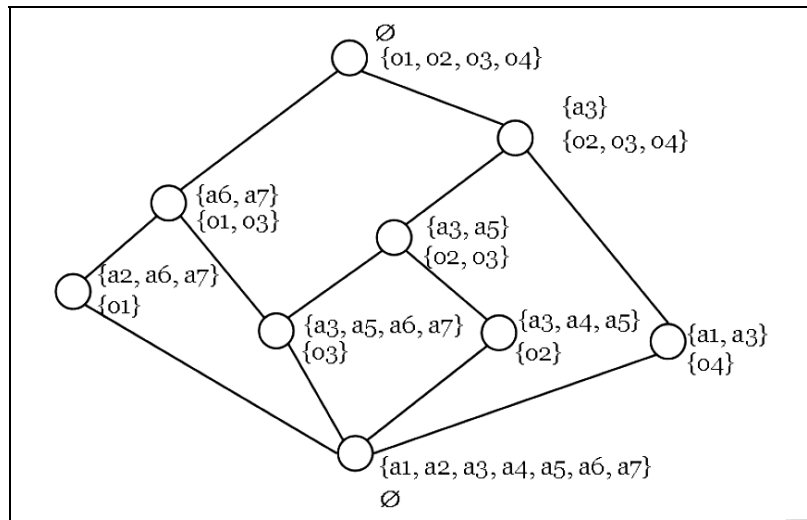 ∅
{o1, o2, o3, o4}
{a3}
{o2, o3, o4}
{a6, a7}
{o1, o3}
{a3, a5}
{o2, o3}
{a2, a6, a7}
{o1}
{a3, a5, a6, a7}
{o3}
{a3, a4, a5}
{o2}
{a1, a3}
{o4}
{a1, a2, a3, a4, a5, a6, a7}
∅